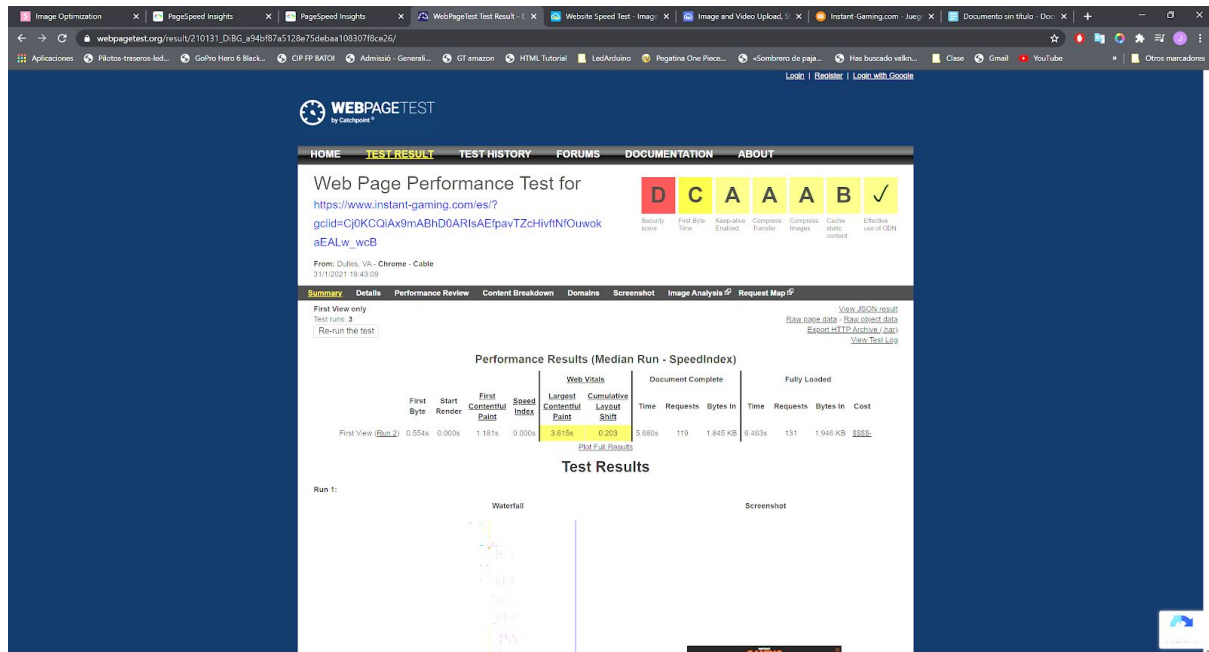 Image Optimization
PageSpeed Insights
PageSpeed Insights
WebPageTest Test Result - D
Website Speed Test - Image
Image and Video Upload, S
Instant-Gaming.com - Jueg
Documento sin título - Doc
webpagetest.org/result/210131_DiBG_a94bf87a5128e75debaa108307f8ce26/
Aplicaciones
Pilotos-traseros-led...
GoPro Hero 6 Black...
CIP FP BATOI
Admissió - Generali...
GT amazon
HTML Tutorial
LedArduino
Pegatina One Piece...
«Sombrero de paja...
Has buscado valkn...
Clase
Gmail
YouTube
»
Otros marcadores
Login | Register | Login with Google
WEBPAGETEST
by Catchpoint
HOME TEST RESULT TEST HISTORY FORUMS DOCUMENTATION ABOUT
Web Page Performance Test for
https://www.instant-gaming.com/es/?
gclid=Cj0KCQiAx9mABhD0ARIsAEfpavTZcHivftNfOuwok
aEALw_wcB
From: Dulles, VA - Chrome - Cable
31/1/2021 19:43:09
D C A A A B ✓
Security score
First Byte Time
Keep-alive Enabled
Compress Transfer
Compress Images
Cache static content
Effective use of CDN
Summary Details Performance Review Content Breakdown Domains Screenshot Image Analysis Request Map
First View only
Test runs: 3
Re-run the test
View JSON result
Raw page data - Raw object data
Export HTTP Archive (.har)
View Test Log
Performance Results (Median Run - SpeedIndex)
Web Vitals Document Complete Fully Loaded
First Byte
Start Render
First Contentful Paint
Speed Index
Largest Contentful Paint
Cumulative Layout Shift
Time Requests Bytes In Time Requests Bytes In Cost
First View (Run 2) 0.554s 0.000s 1.181s 0.000s 3.615s 0.203 5.680s 119 1.845 KB 6.463s 131 1.946 KB $$$$-
Plot Full Results
Test Results
Run 1:
Waterfall
Screenshot